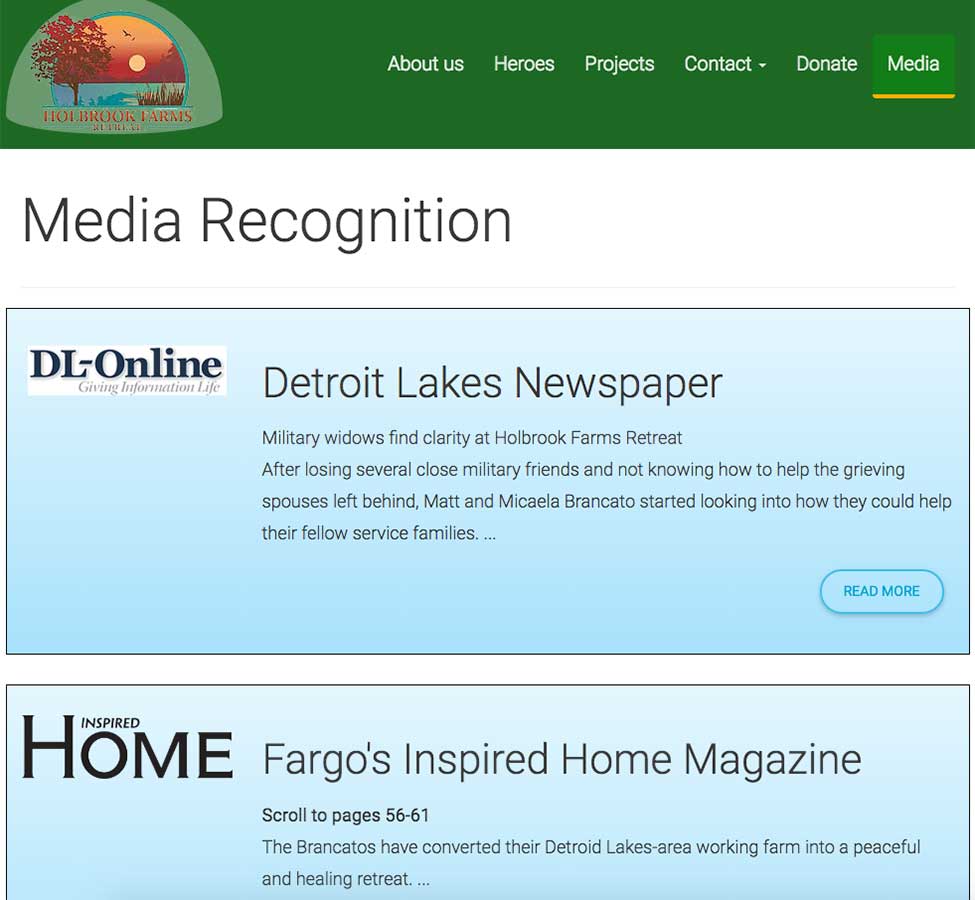 HOLBROOK FARMS
RETREAT
About us Heroes Projects Contact Donate Media
Media Recognition
DL-Online
Giving Information Life
Detroit Lakes Newspaper
Military widows find clarity at Holbrook Farms Retreat
After losing several close military friends and not knowing how to help the grieving
spouses left behind, Matt and Micaela Brancato started looking into how they could help
their fellow service families. ...
READ MORE
INSPIRED
HOME
Fargo's Inspired Home Magazine
Scroll to pages 56-61
The Brancatos have converted their Detroid Lakes-area working farm into a peaceful
and healing retreat. ...